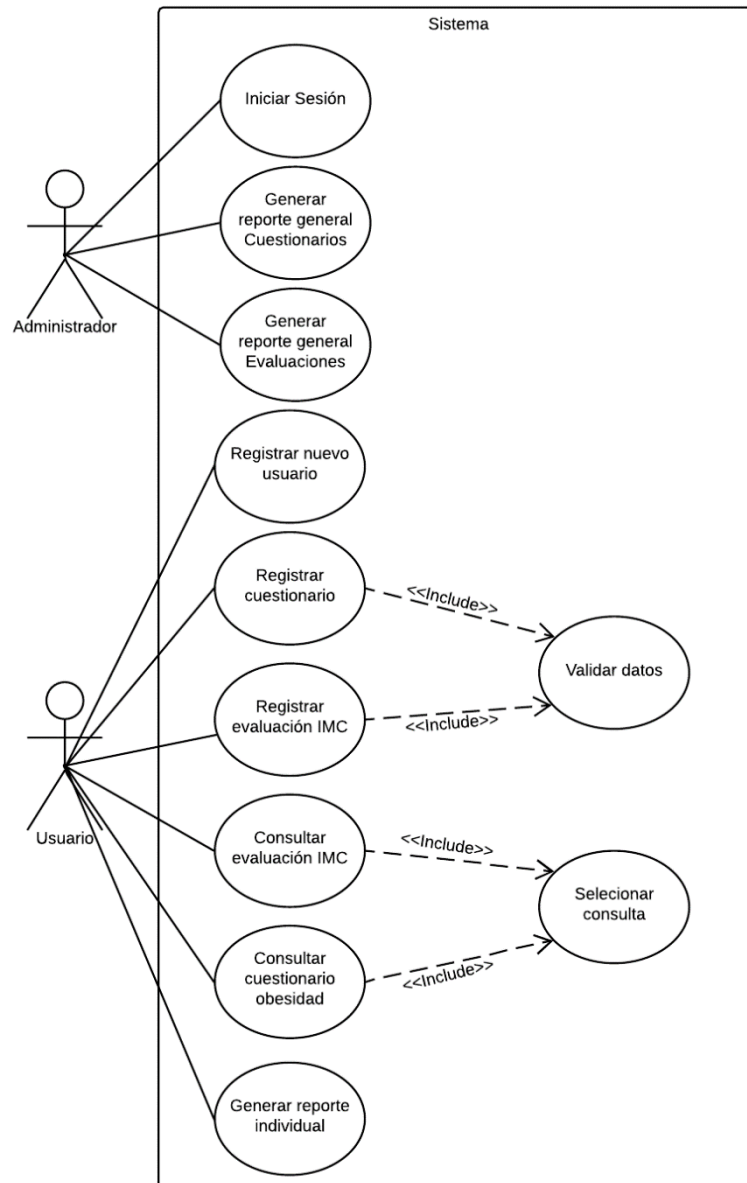 Sistema
Iniciar Sesión
Generar
reporte general
Cuestionarios
Administrador
Generar
reporte general
Evaluaciones
Registrar nuevo
usuario
Registrar
cuestionario
<<Include>>
Validar datos
Registrar
evaluación IMC
<<Include>>
Usuario
Consultar
evaluación IMC
<<Include>>
Selecionar
consulta
Consultar
cuestionario
obesidad
<<Include>>
Generar reporte
individual